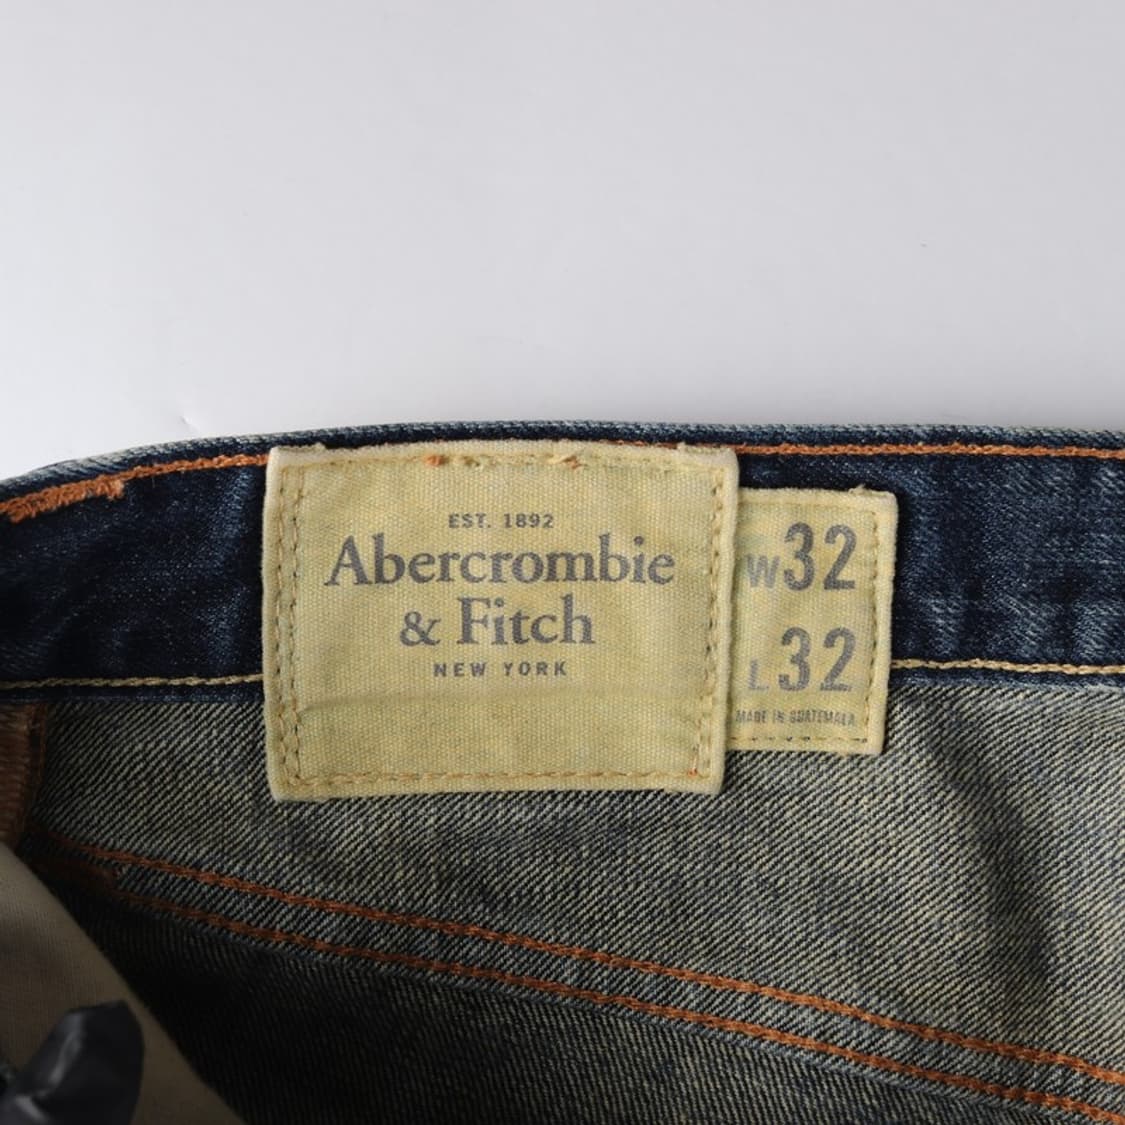 EST. 1892
Abercrombie
& Fitch
NEW YORK
W32
L32
MADE IN GUATEMALA